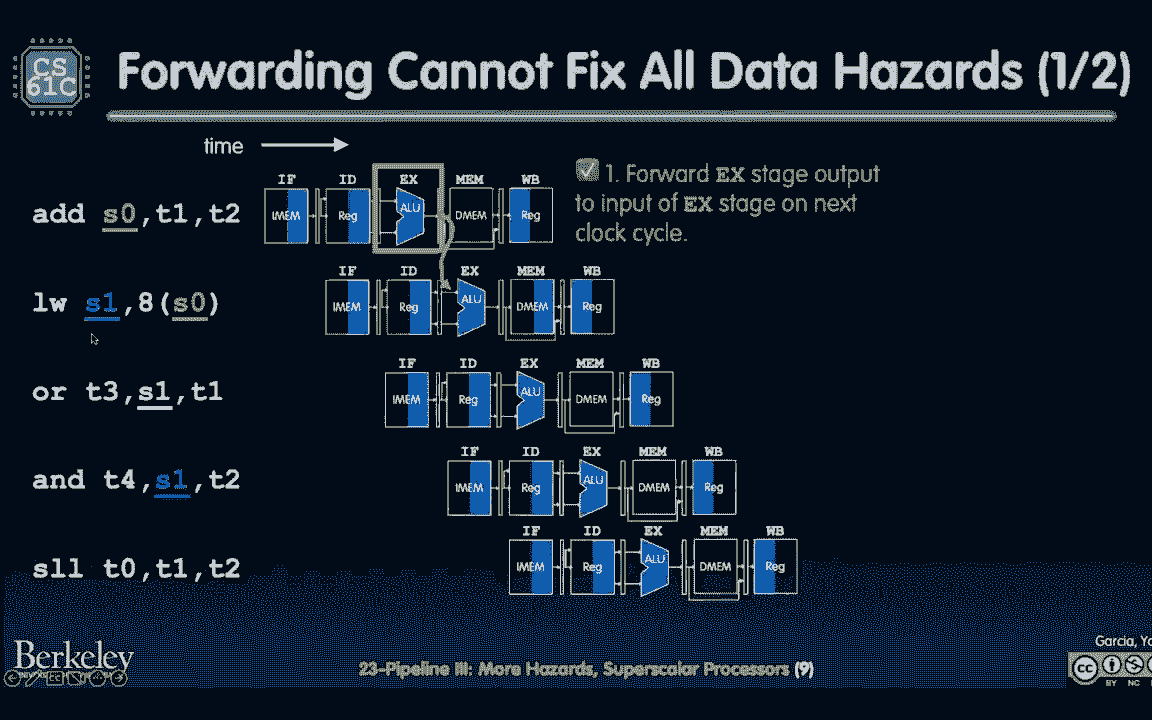 CS
61C
Forwarding Cannot Fix All Data Hazards (1/2)
time
1. Forward EX stage output
to input of EX stage on next
clock cycle.
add s0,t1,t2
IF ID EX MEM WB
IMEM Reg ALU DMEM Reg
lw s1,8(s0)
IF ID EX MEM WB
IMEM Reg ALU DMEM Reg
or t3,s1,t1
IF ID EX MEM WB
IMEM Reg ALU DMEM Reg
and t4,s1,t2
IF ID EX MEM WB
IMEM Reg ALU DMEM Reg
sll t0,t1,t2
IF ID EX MEM WB
IMEM Reg ALU DMEM Reg
Berkeley
23-Pipeline III: More Hazards, Superscalar Processors (9)
Garcia, Yo
cc
BY NC